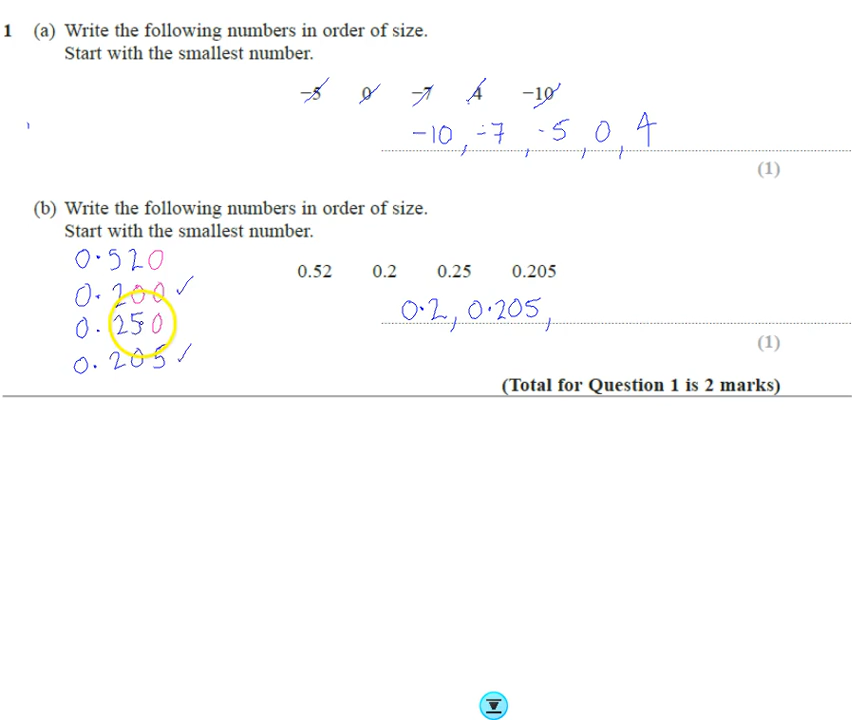 1 (a) Write the following numbers in order of size.
Start with the smallest number.
-5 0 -7 4 -10
-10, -7, -5, 0, 4
(1)
(b) Write the following numbers in order of size.
Start with the smallest number.
0.520
0.52 0.2 0.25 0.205
0.200 ✓
0.2, 0.205,
0.250
(1)
0.205 ✓
(Total for Question 1 is 2 marks)